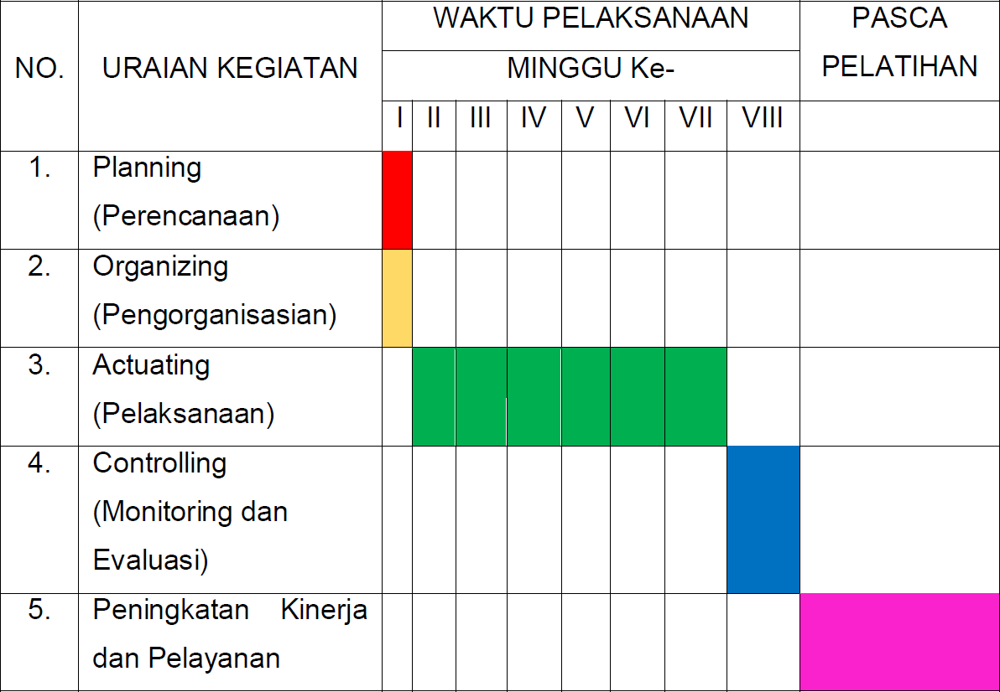 NO.
URAIAN KEGIATAN
WAKTU PELAKSANAAN
PASCA
PELATIHAN
MINGGU Ke-
I II III IV V VI VII VIII
1. Planning
(Perencanaan)
2. Organizing
(Pengorganisasian)
3. Actuating
(Pelaksanaan)
4. Controlling
(Monitoring dan
Evaluasi)
5. Peningkatan Kinerja
dan Pelayanan